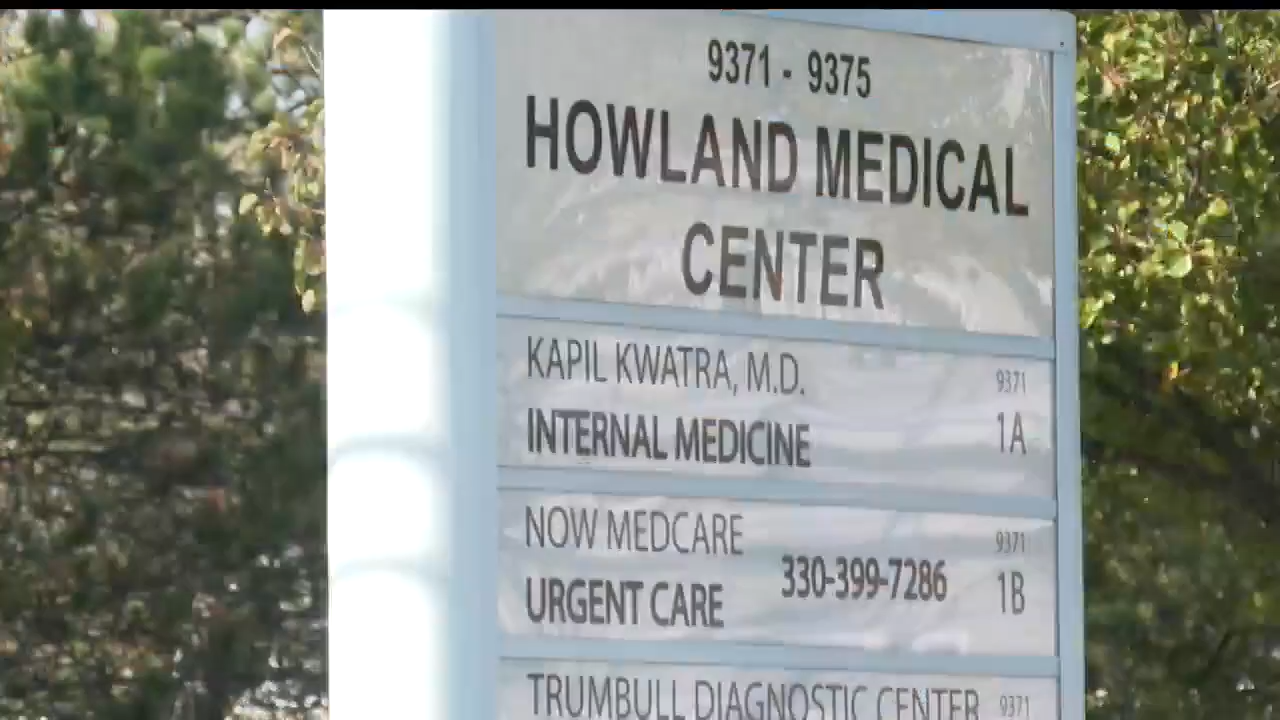 9371 - 9375
HOWLAND MEDICAL
CENTER
KAPIL KWATRA, M.D. 9371
INTERNAL MEDICINE 1A
NOW MEDCARE 9371
URGENT CARE 330-399-7286 1B
TRUMBULL DIAGNOSTIC CENTER 9371